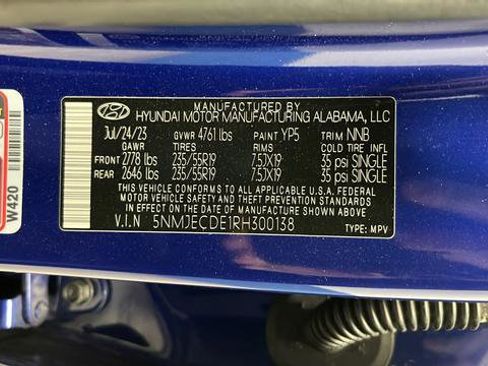 MANUFACTURED BY
HYUNDAI MOTOR MANUFACTURING ALABAMA, LLC
Jul/24/23 GVWR 4761 lbs PAINT YP5 TRIM NNB
GAWR TIRES RIMS COLD TIRE INFL
FRONT 2778 lbs 235/55R19 7.5JX19 35 psi SINGLE
REAR 2646 lbs 235/55R19 7.5JX19 35 psi SINGLE
THIS VEHICLE CONFORMS TO ALL APPLICABLE U.S.A. FEDERAL
MOTOR VEHICLE SAFETY AND THEFT PREVENTION STANDARDS
IN EFFECT ON THE DATE OF MANUFACTURE SHOWN ABOVE.
V.I.N 5NMJECDE1RH300138
TYPE: MPV
W420